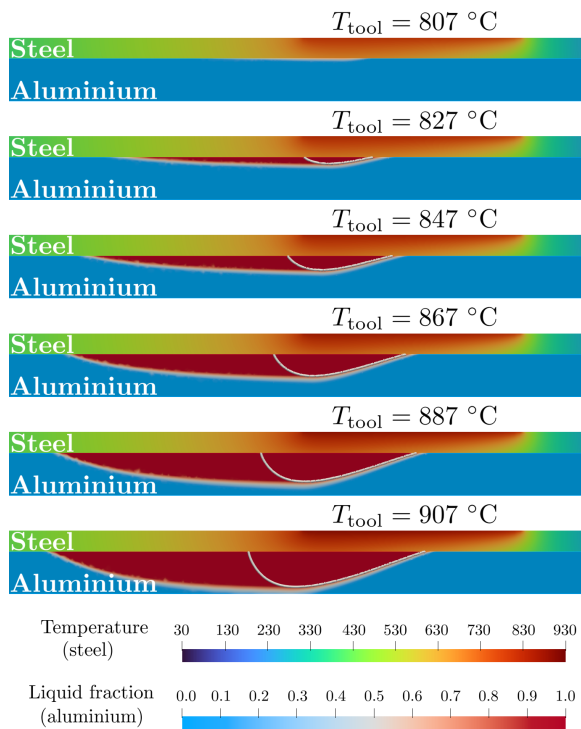 T_tool = 807 °C
Steel
Aluminium
T_tool = 827 °C
Steel
Aluminium
T_tool = 847 °C
Steel
Aluminium
T_tool = 867 °C
Steel
Aluminium
T_tool = 887 °C
Steel
Aluminium
T_tool = 907 °C
Steel
Aluminium
Temperature (steel)
30 130 230 330 430 530 630 730 830 930
Liquid fraction (aluminium)
0.0 0.1 0.2 0.3 0.4 0.5 0.6 0.7 0.8 0.9 1.0